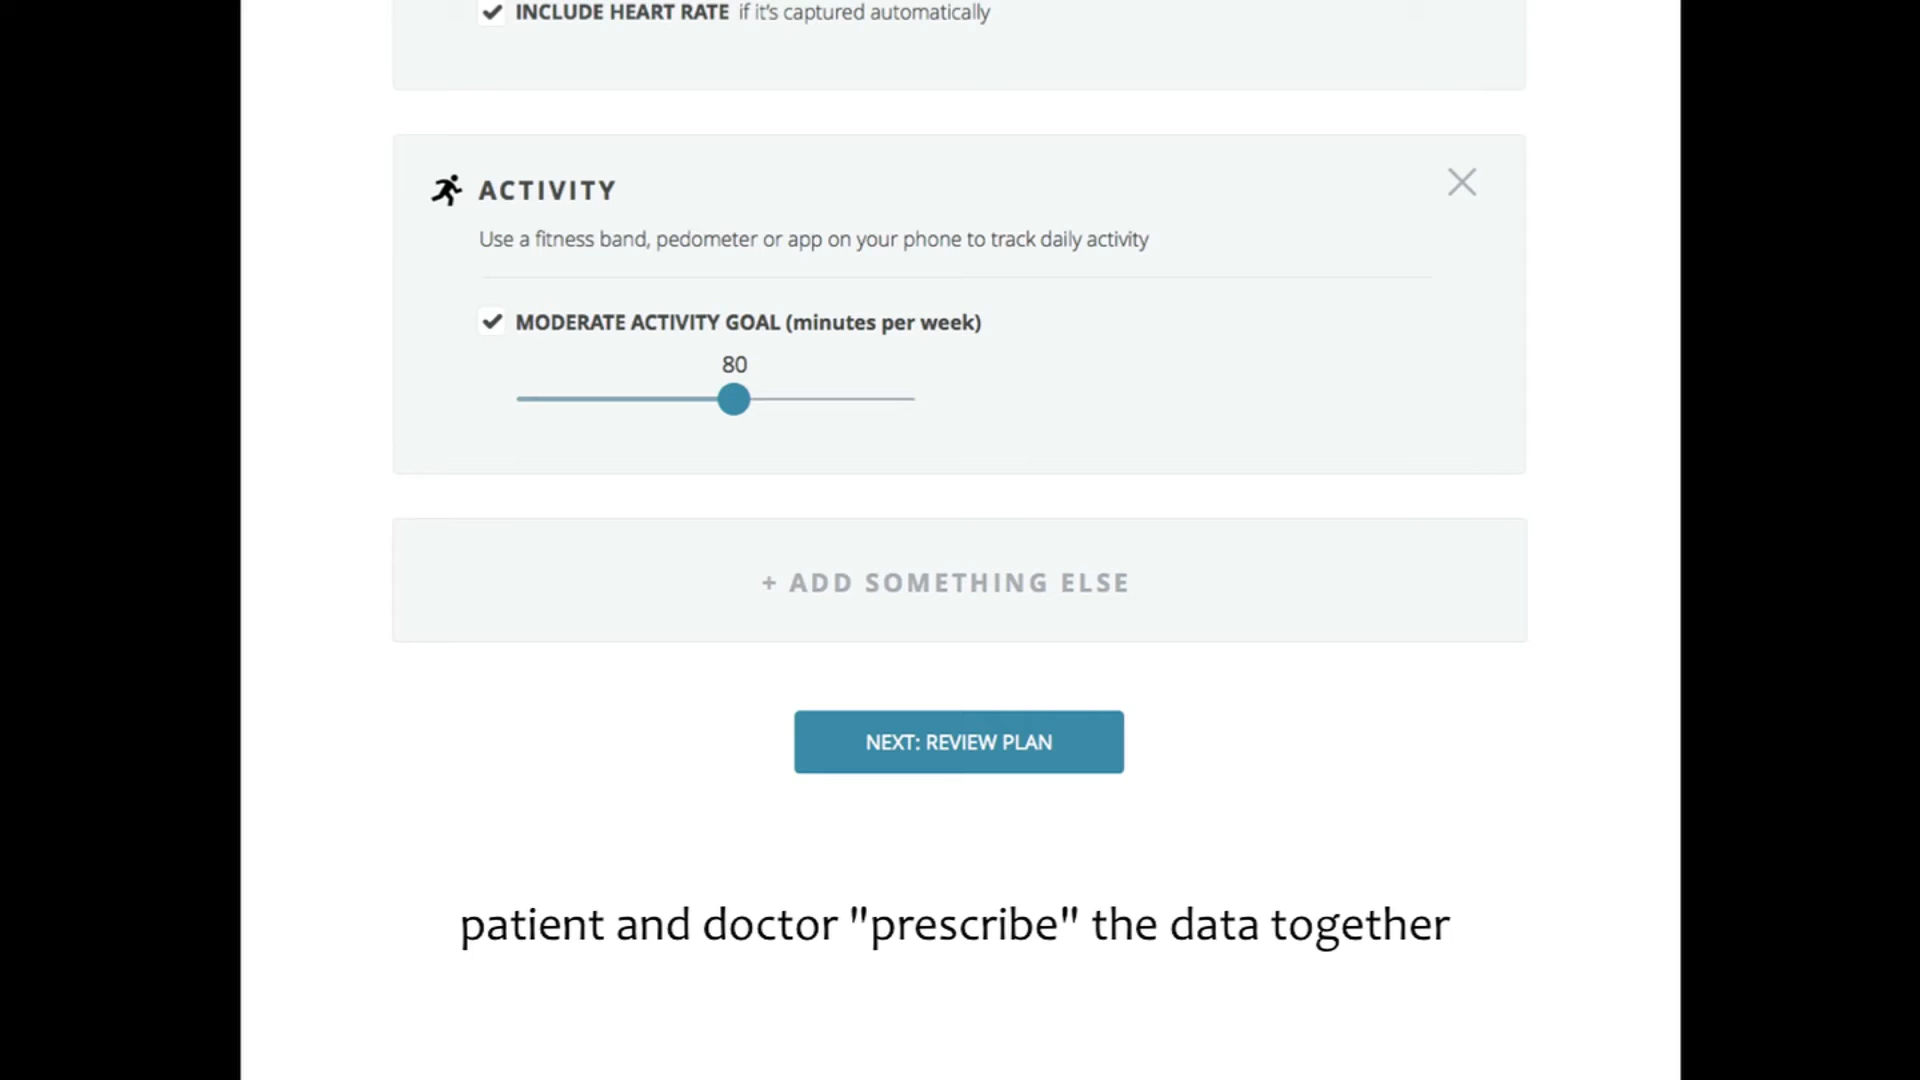 INCLUDE HEART RATE if it's captured automatically
ACTIVITY
Use a fitness band, pedometer or app on your phone to track daily activity
MODERATE ACTIVITY GOAL (minutes per week)
80
+ ADD SOMETHING ELSE
NEXT: REVIEW PLAN
patient and doctor "prescribe" the data together